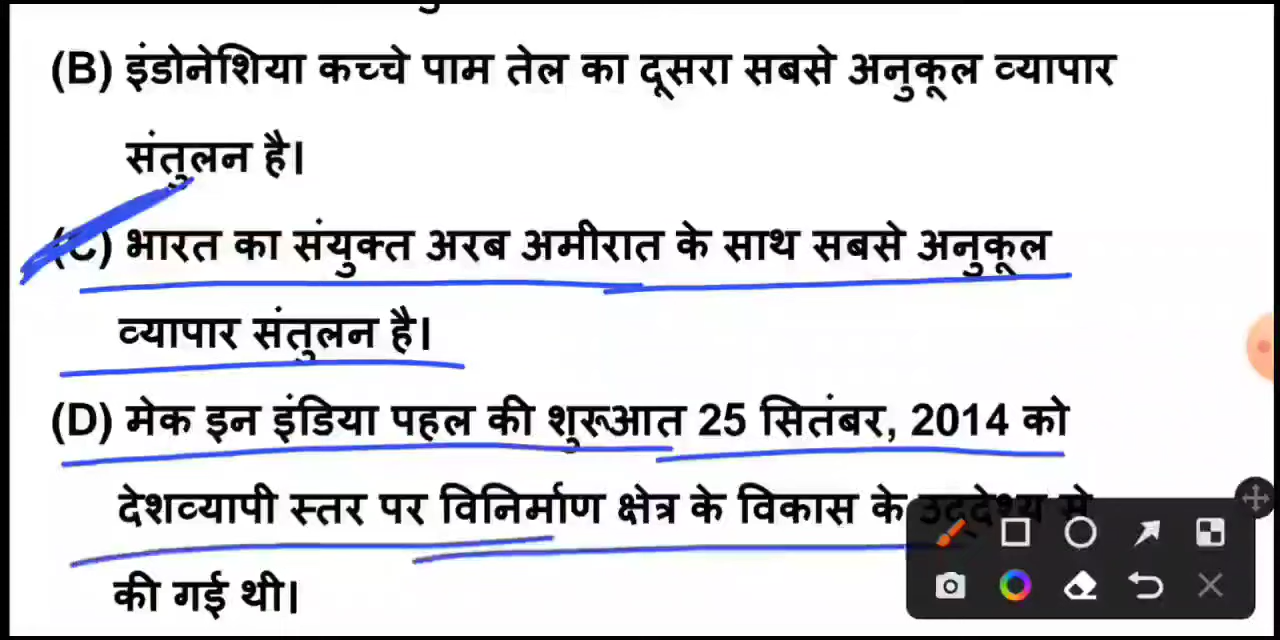 (B) इंडोनेशिया कच्चे पाम तेल का दूसरा सबसे अनुकूल व्यापार
संतुलन है।
(C) भारत का संयुक्त अरब अमीरात के साथ सबसे अनुकूल
व्यापार संतुलन है।
(D) मेक इन इंडिया पहल की शुरूआत 25 सितंबर, 2014 को
देशव्यापी स्तर पर विनिर्माण क्षेत्र के विकास के उद्देश्य से
की गई थी।